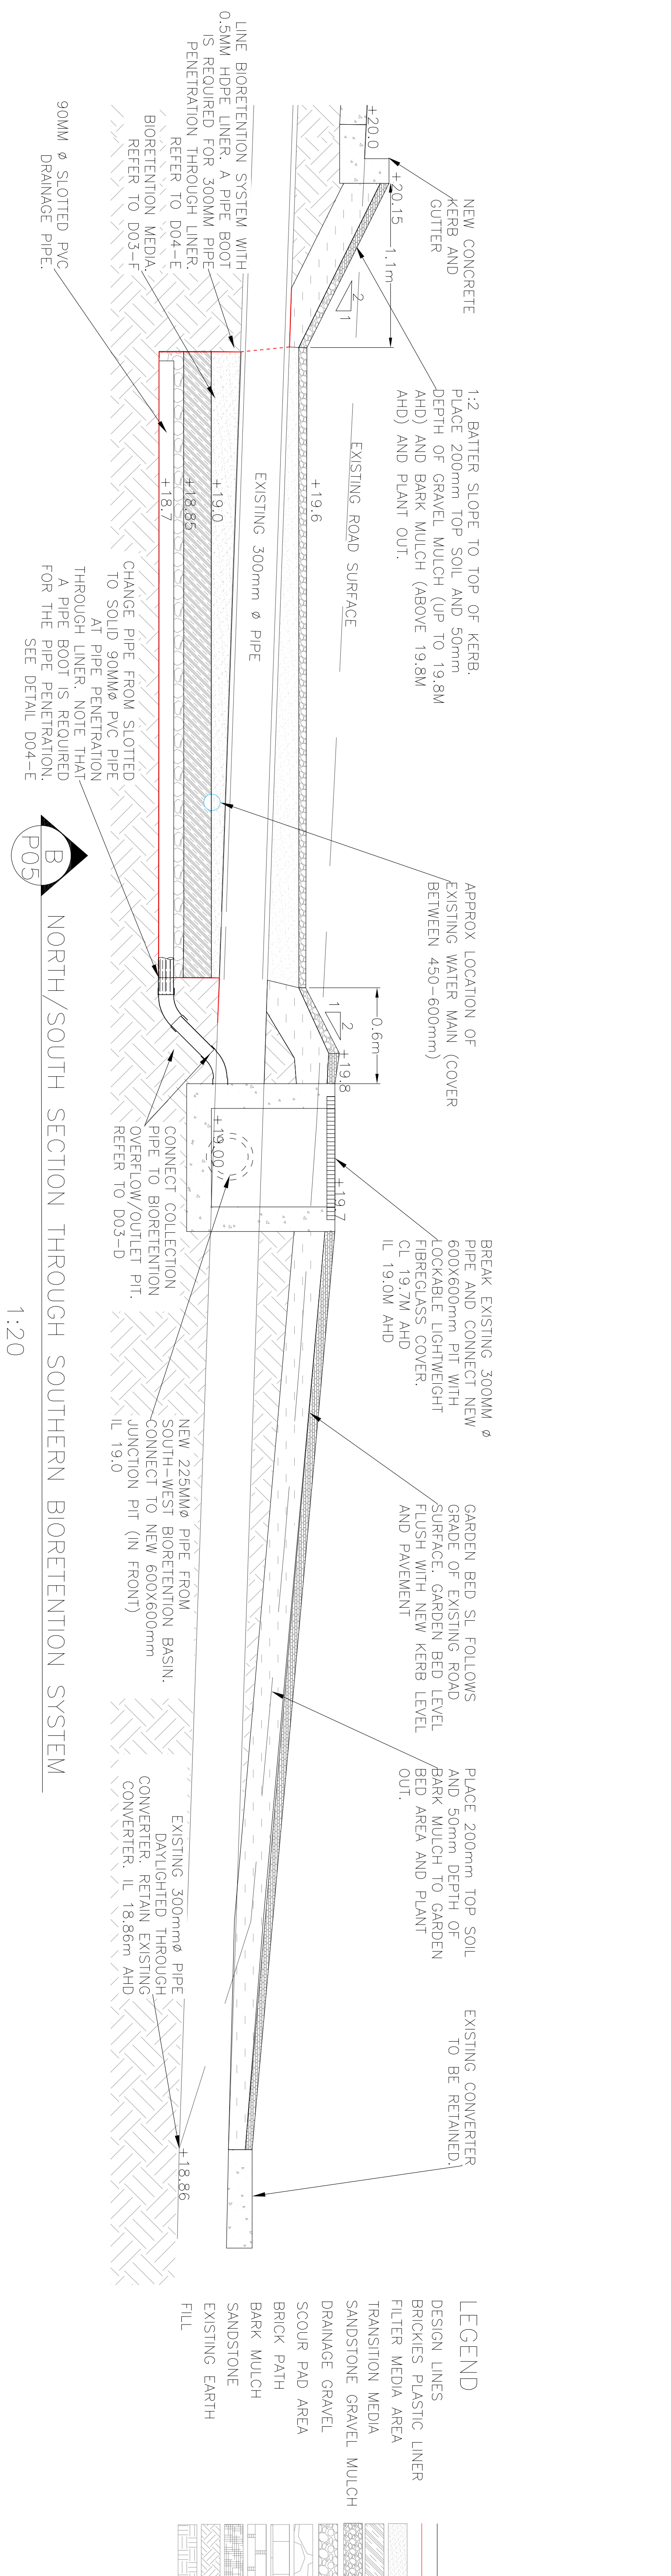 NEW CONCRETE
KERB AND
GUTTER
1:2 BATTER SLOPE TO TOP OF KERB.
PLACE 200mm TOP SOIL AND 50mm
DEPTH OF GRAVEL MULCH (UP TO 19.8M
AHD) AND BARK MULCH (ABOVE 19.8M
AHD) AND PLANT OUT.
APPROX LOCATION OF
EXISTING WATER MAIN (COVER
BETWEEN 450-600mm)
BREAK EXISTING 300MM Ø
PIPE AND CONNECT NEW
600X600mm PIT WITH
LOCKABLE LIGHTWEIGHT
FIBREGLASS COVER.
CL 19.7M AHD
IL 19.0M AHD
GARDEN BED SL FOLLOWS
GRADE OF EXISTING ROAD
SURFACE. GARDEN BED LEVEL
FLUSH WITH NEW KERB LEVEL
AND PAVEMENT
PLACE 200mm TOP SOIL
AND 50mm DEPTH OF
BARK MULCH TO GARDEN
BED AREA AND PLANT
OUT.
EXISTING CONVERTER
TO BE RETAINED.
+20.0
+20.15
1.1m
2
1
+19.6
EXISTING ROAD SURFACE
EXISTING 300mm Ø PIPE
+19.0
+18.85
+18.7
0.6m
2
1
+19.8
+19.7
+19.00
+18.86
LINE BIORETENTION SYSTEM WITH
0.5MM HDPE LINER. A PIPE BOOT
IS REQUIRED FOR 300MM PIPE
PENETRATION THROUGH LINER.
REFER TO D04-E
BIORETENTION MEDIA.
REFER TO D03-F
90MM Ø SLOTTED PVC
DRAINAGE PIPE.
CHANGE PIPE FROM SLOTTED
TO SOLID 90MMØ PVC PIPE
AT PIPE PENETRATION
THROUGH LINER. NOTE THAT
A PIPE BOOT IS REQUIRED
FOR THE PIPE PENETRATION.
SEE DETAIL D04-E
CONNECT COLLECTION
PIPE TO BIORETENTION
OVERFLOW/OUTLET PIT.
REFER TO D03-D
NEW 225MMØ PIPE FROM
SOUTH-WEST BIORETENTION BASIN.
CONNECT TO NEW 600X600mm
JUNCTION PIT (IN FRONT)
IL 19.0
EXISTING 300mmØ PIPE
DAYLIGHTED THROUGH
CONVERTER. RETAIN EXISTING
CONVERTER. IL 18.86m AHD
B
P05
NORTH/SOUTH SECTION THROUGH SOUTHERN BIORETENTION SYSTEM
1:20
LEGEND
DESIGN LINES
BRICKIES PLASTIC LINER
FILTER MEDIA AREA
TRANSITION MEDIA
SANDSTONE GRAVEL MULCH
DRAINAGE GRAVEL
SCOUR PAD AREA
BRICK PATH
BARK MULCH
SANDSTONE
EXISTING EARTH
FILL